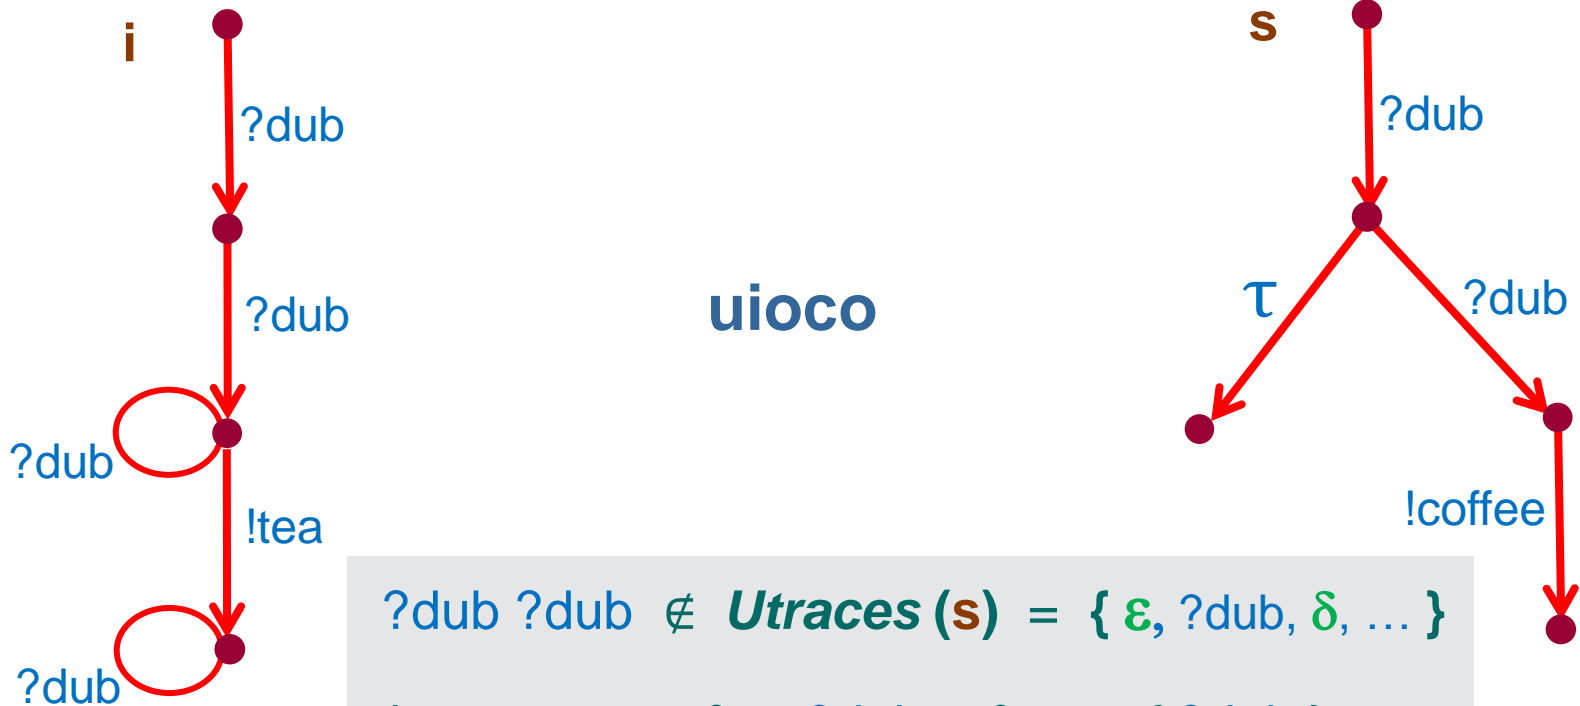 i
s
?dub
?dub
?dub
uioco
τ
?dub
?dub
!coffee
!tea
?dub ?dub ∉ Utraces (s) = { ε, ?dub, δ, … }
?dub